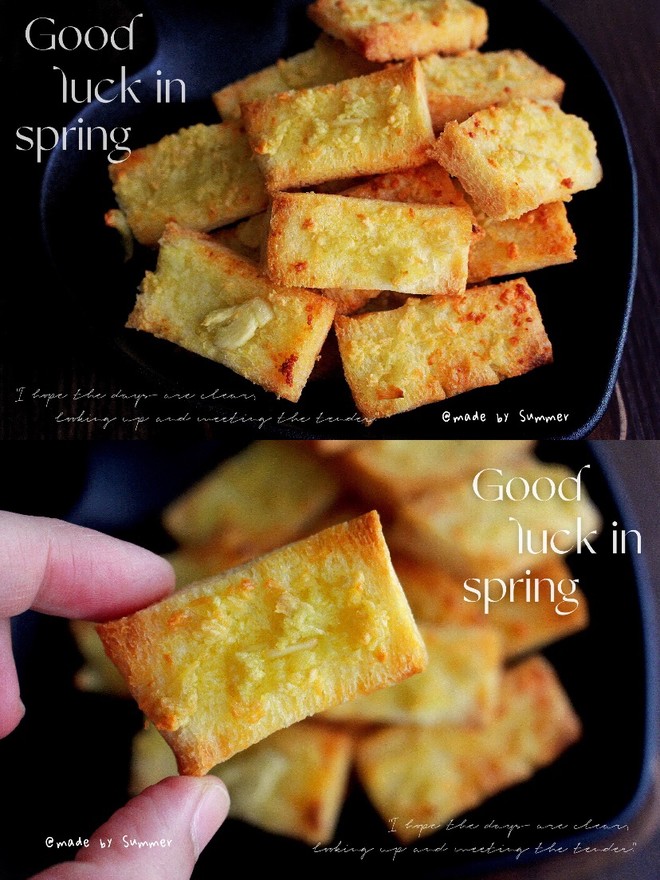 Good
luck in
spring
"I hope the days are clear,
looking up and meeting the tender"
@made by Summer
Good
luck in
spring
@made by Summer
"I hope the days are clear,
looking up and meeting the tender."